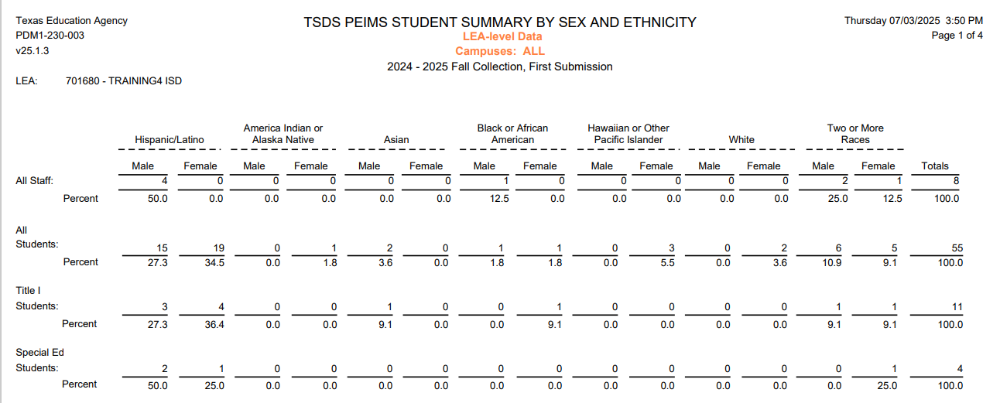 Texas Education Agency
PDM1-230-003
v25.1.3
TSDS PEIMS STUDENT SUMMARY BY SEX AND ETHNICITY
LEA-level Data
Campuses: ALL
2024 - 2025 Fall Collection, First Submission
Thursday 07/03/2025 3:50 PM
Page 1 of 4
LEA: 701680 - TRAINING4 ISD
Hispanic/Latino
America Indian or
Alaska Native
Asian
Black or African
American
Hawaiian or Other
Pacific Islander
White
Two or More
Races
Male Female Male Female Male Female Male Female Male Female Male Female Male Female Totals
All Staff: 4 0 0 0 0 0 1 0 0 0 0 0 2 1 8
Percent 50.0 0.0 0.0 0.0 0.0 0.0 12.5 0.0 0.0 0.0 0.0 0.0 25.0 12.5 100.0
All
Students: 15 19 0 1 2 0 1 1 0 3 0 2 6 5 55
Percent 27.3 34.5 0.0 1.8 3.6 0.0 1.8 1.8 0.0 5.5 0.0 3.6 10.9 9.1 100.0
Title I
Students: 3 4 0 0 1 0 0 1 0 0 0 0 1 1 11
Percent 27.3 36.4 0.0 0.0 9.1 0.0 0.0 9.1 0.0 0.0 0.0 0.0 9.1 9.1 100.0
Special Ed
Students: 2 1 0 0 0 0 0 0 0 0 0 0 0 1 4
Percent 50.0 25.0 0.0 0.0 0.0 0.0 0.0 0.0 0.0 0.0 0.0 0.0 0.0 25.0 100.0